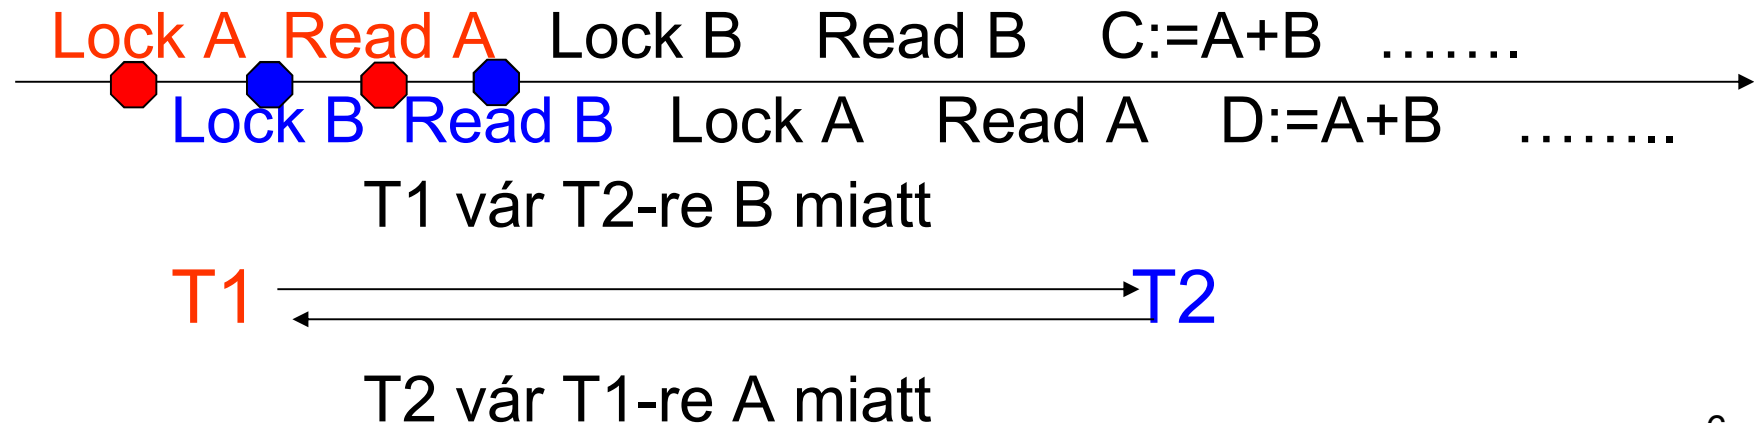 Lock A Read A Lock B Read B C:=A+B …….
Lock B Read B Lock A Read A D:=A+B ……..
T1 vár T2-re B miatt
T1 T2
T2 vár T1-re A miatt